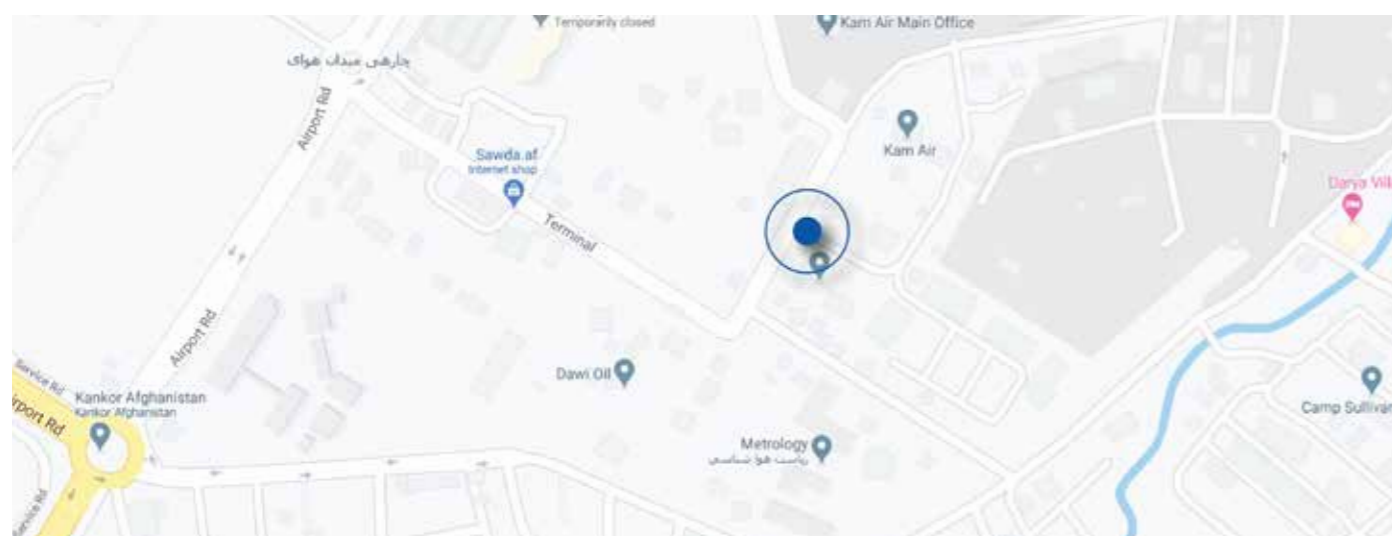 Temporarily closed
Kam Air Main Office
چارهی میدان هوای
Airport Rd
Kam Air
Sawda.af
Internet shop
Darya Vill
Terminal
Airport Rd
Service Rd
Dawi Oil
Kankor Afghanistan
Kankor Afghanistan
irport Rd
Camp Sullivan
Metrology
ریاست هوا شناسی
Service Rd